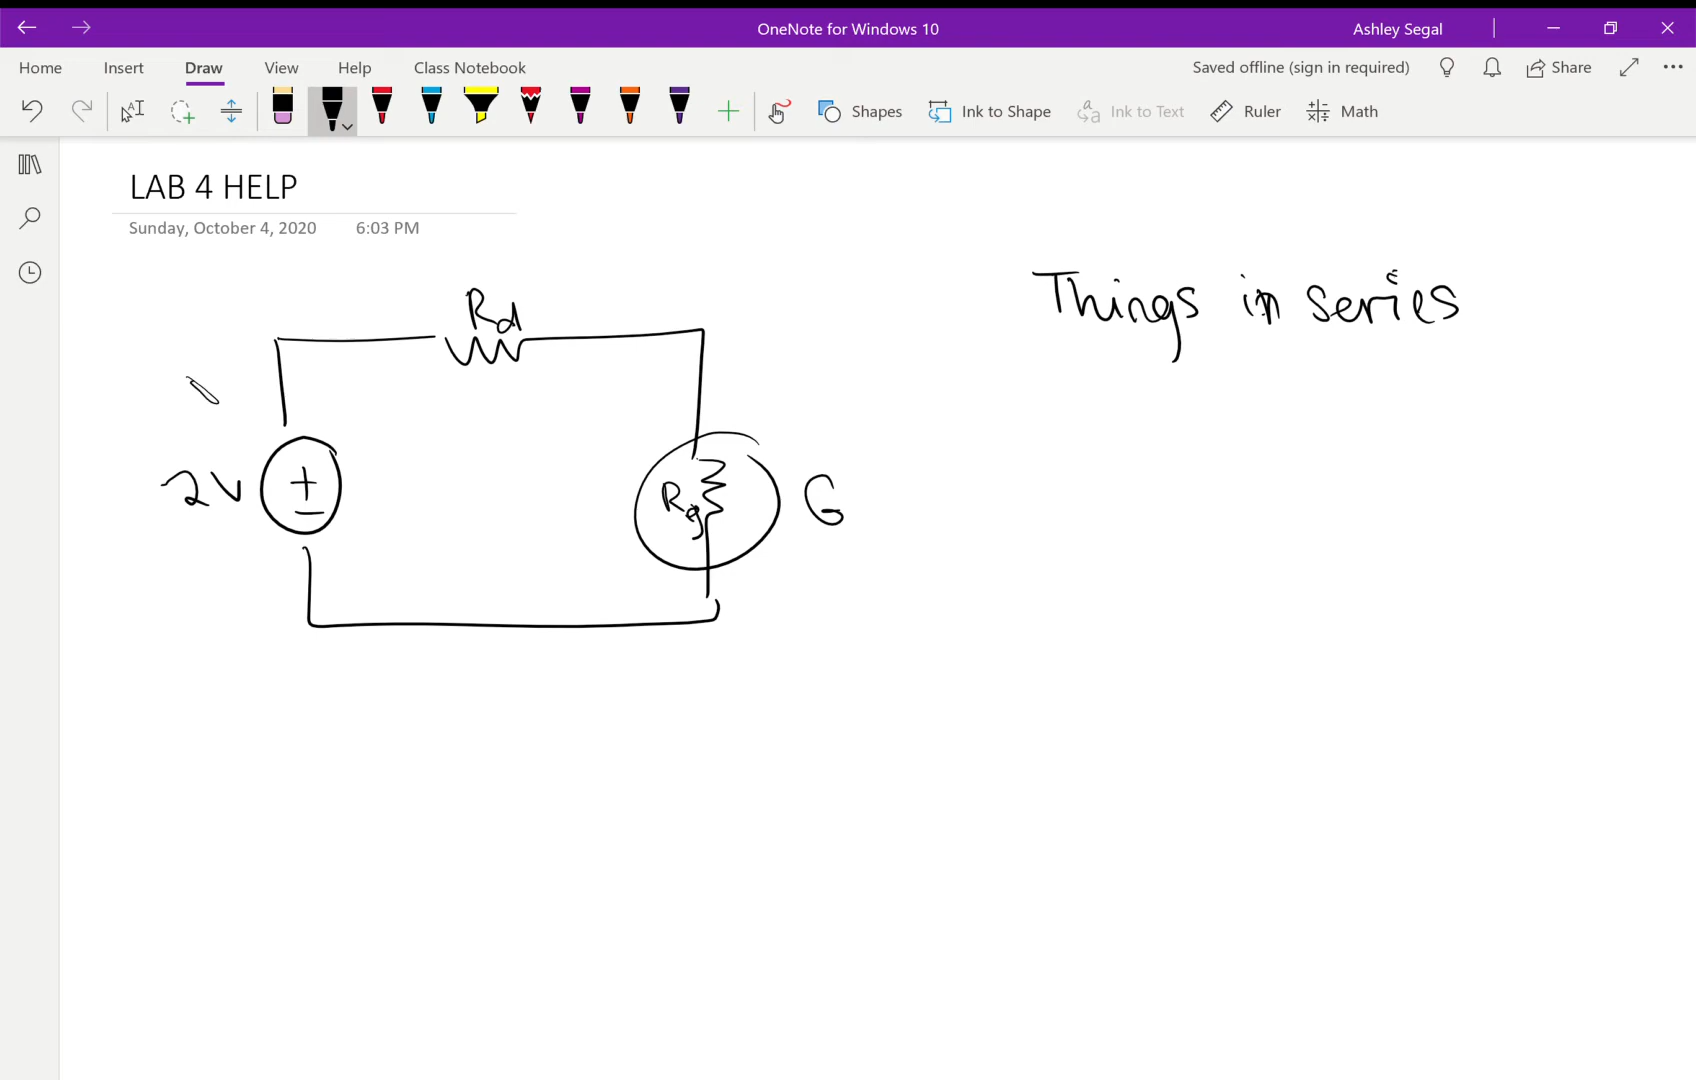 OneNote for Windows 10
Ashley Segal
Home Insert Draw View Help Class Notebook
Saved offline (sign in required)
Share
Shapes
Ink to Shape
Ink to Text
Ruler
Math
LAB 4 HELP
Sunday, October 4, 2020 6:03 PM
Things in series
Rd
2V
+
Rg
G